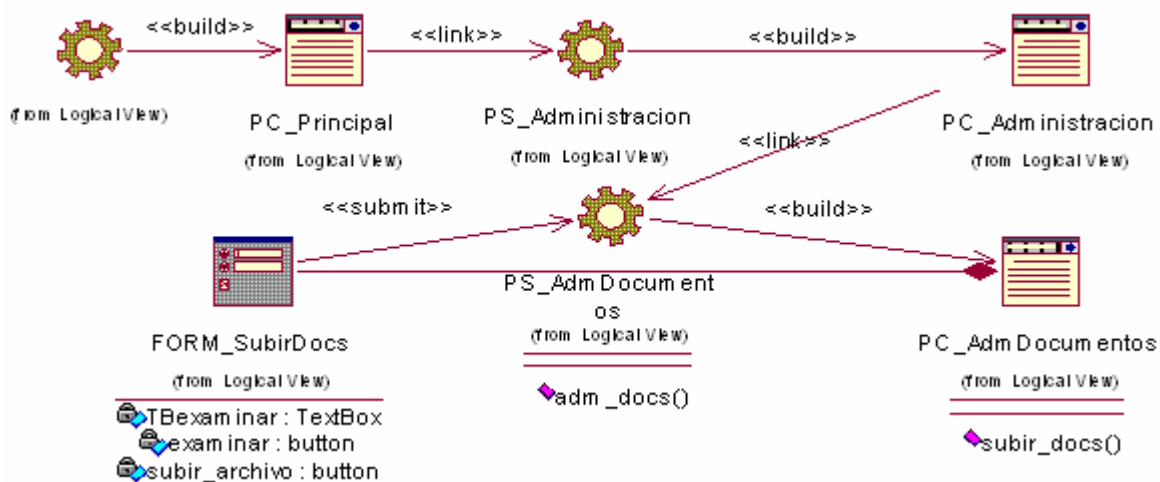 <<build>> <<link>> <<build>>
(from Logical View)
PC_Principal
(from Logical View)
PS_Administracion
(from Logical View)
PC_Administracion
(from Logical View)
<<link>>
<<submit>>
<<build>>
FORM_SubirDocs
(from Logical View)
TBexaminar : TextBox
examinar : button
subir_archivo : button
PS_AdmDocument
os
(from Logical View)
adm_docs()
PC_AdmDocumentos
(from Logical View)
subir_docs()